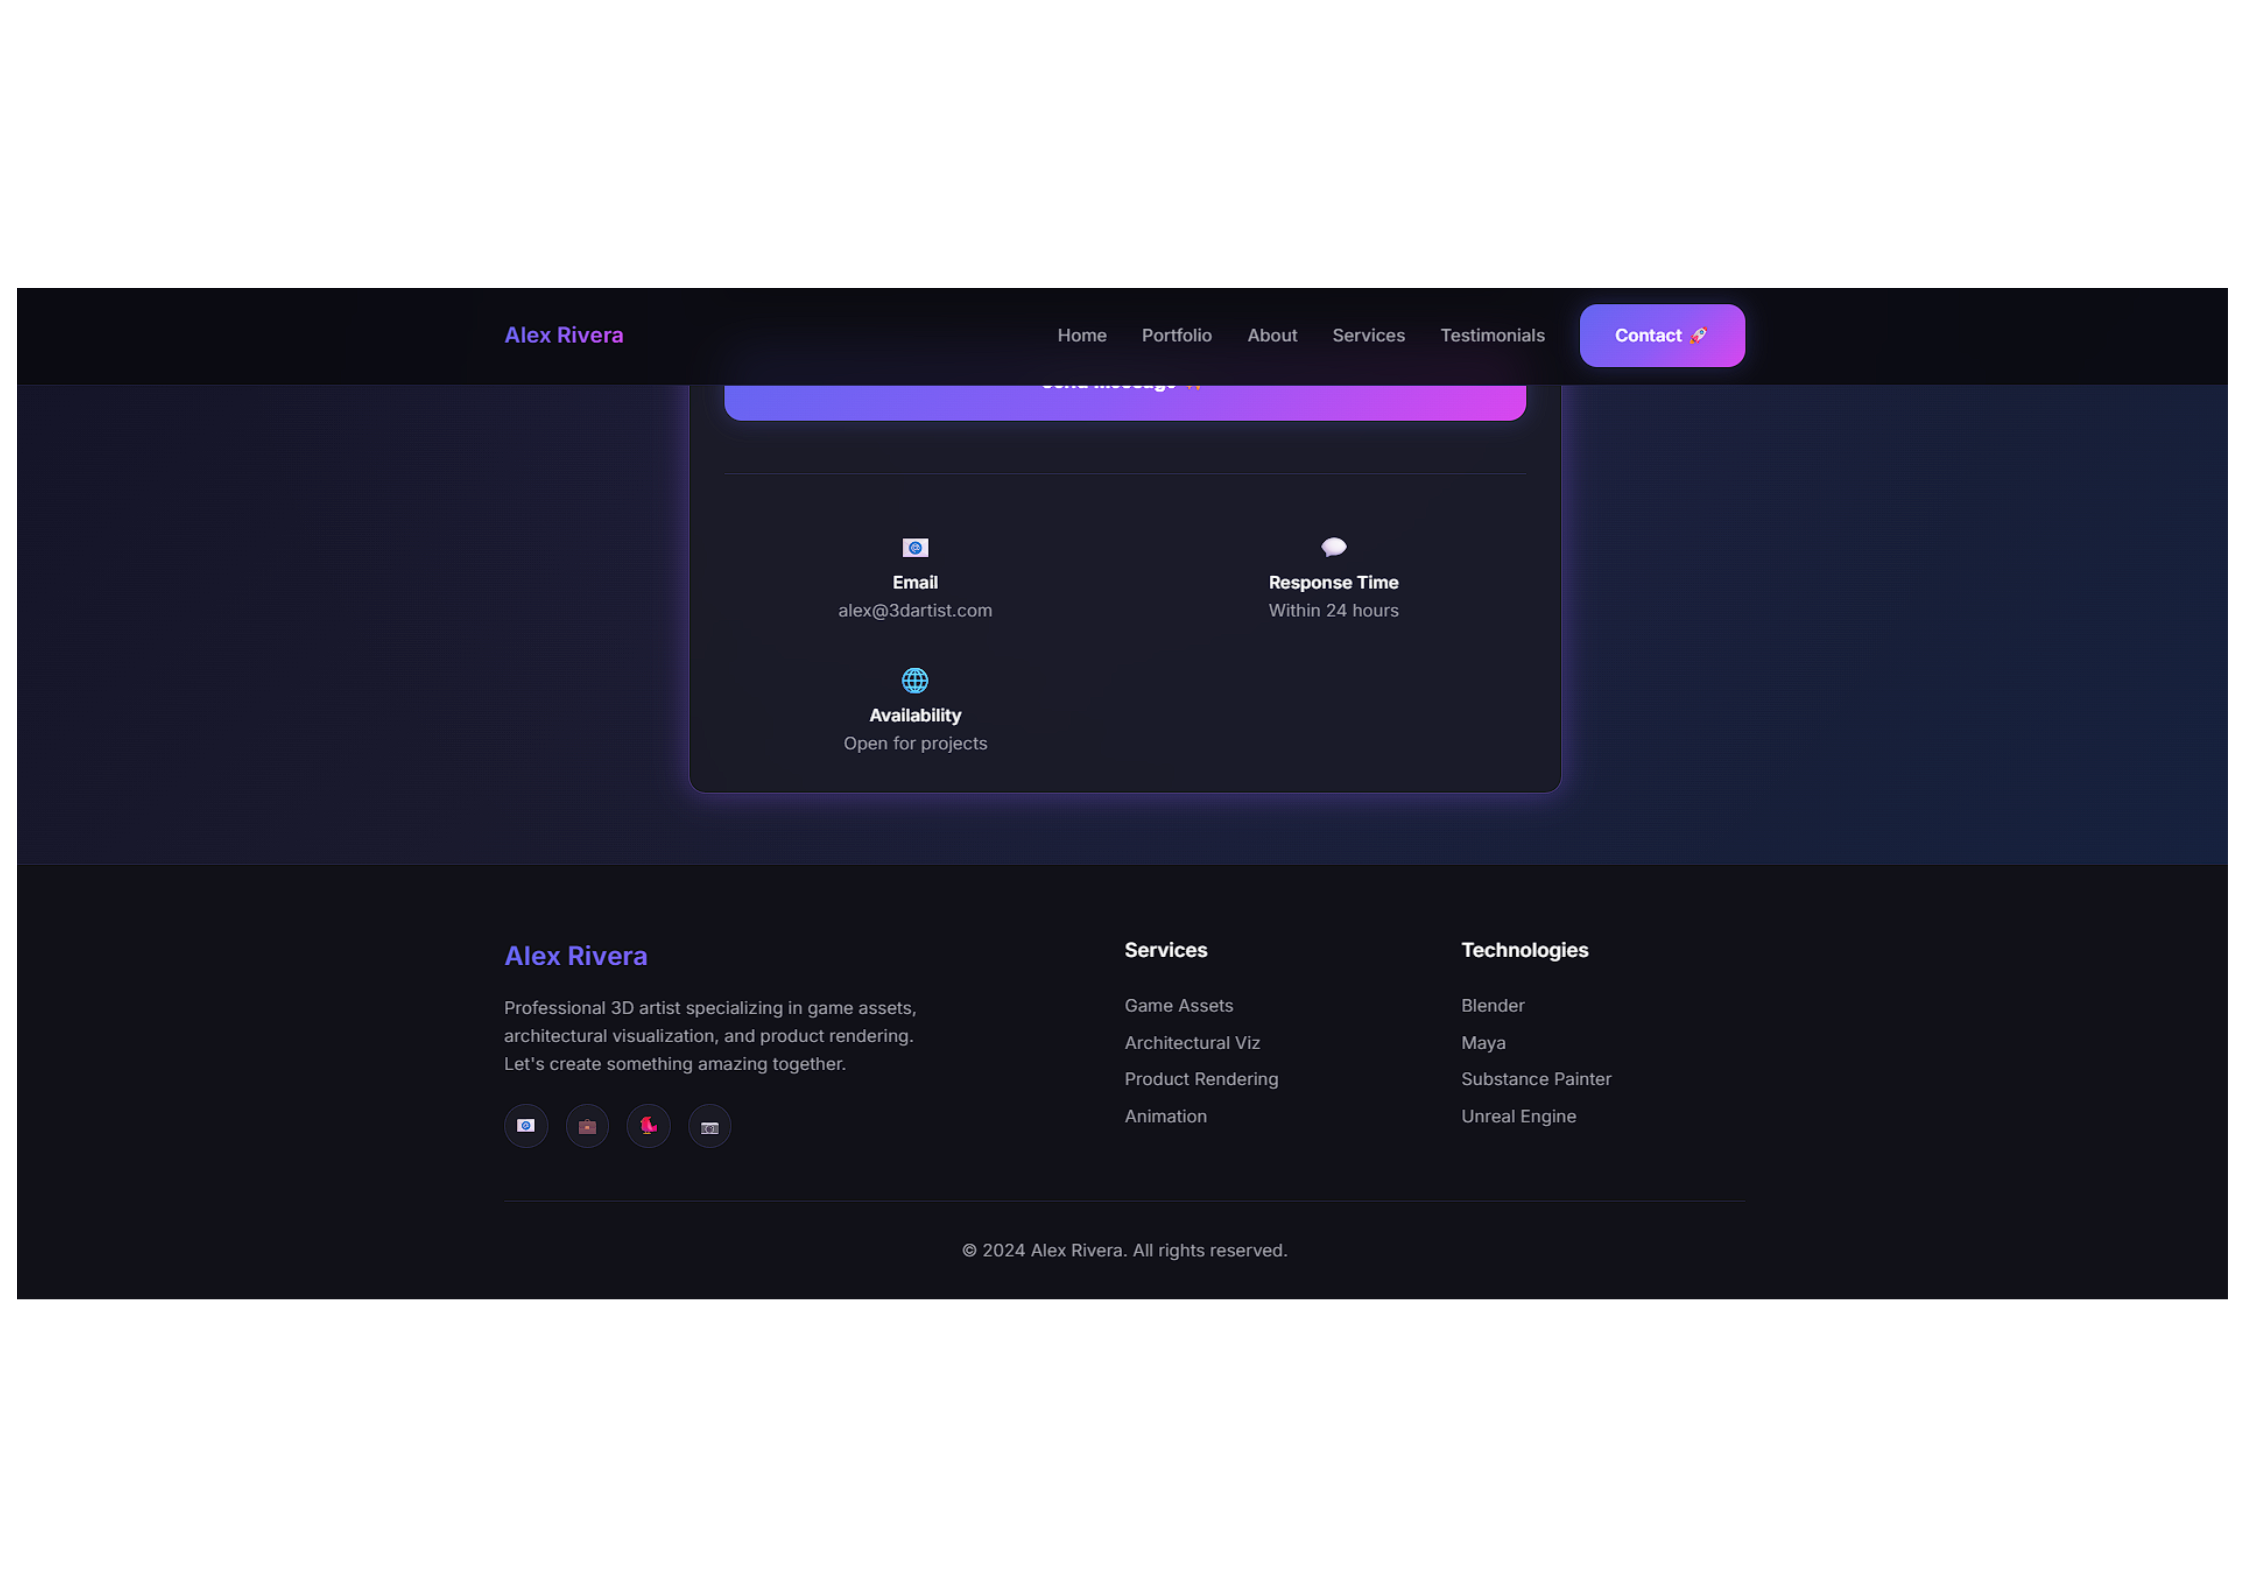 Alex Rivera
Home Portfolio About Services Testimonials Contact
Send Message
Email
alex@3dartist.com
Response Time
Within 24 hours
Availability
Open for projects
Alex Rivera
Professional 3D artist specializing in game assets,
architectural visualization, and product rendering.
Let's create something amazing together.
Services
Game Assets
Architectural Viz
Product Rendering
Animation
Technologies
Blender
Maya
Substance Painter
Unreal Engine
© 2024 Alex Rivera. All rights reserved.